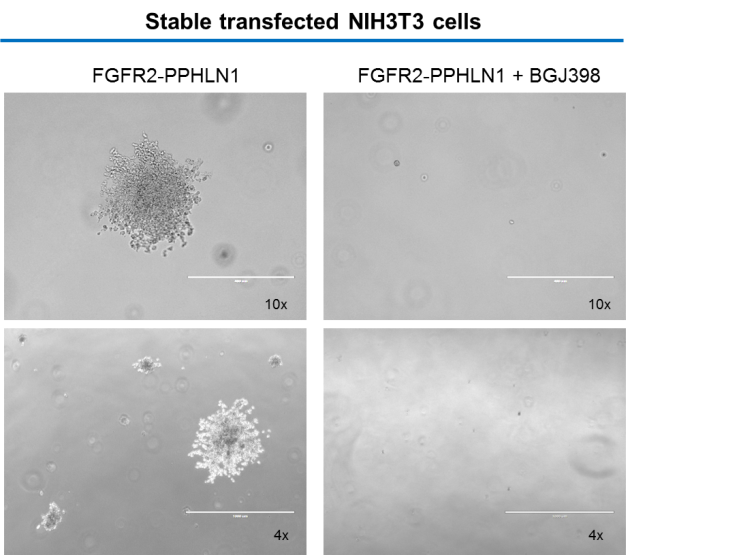 Stable transfected NIH3T3 cells
FGFR2-PPHLN1
FGFR2-PPHLN1 + BGJ398
10x
10x
4x
4x